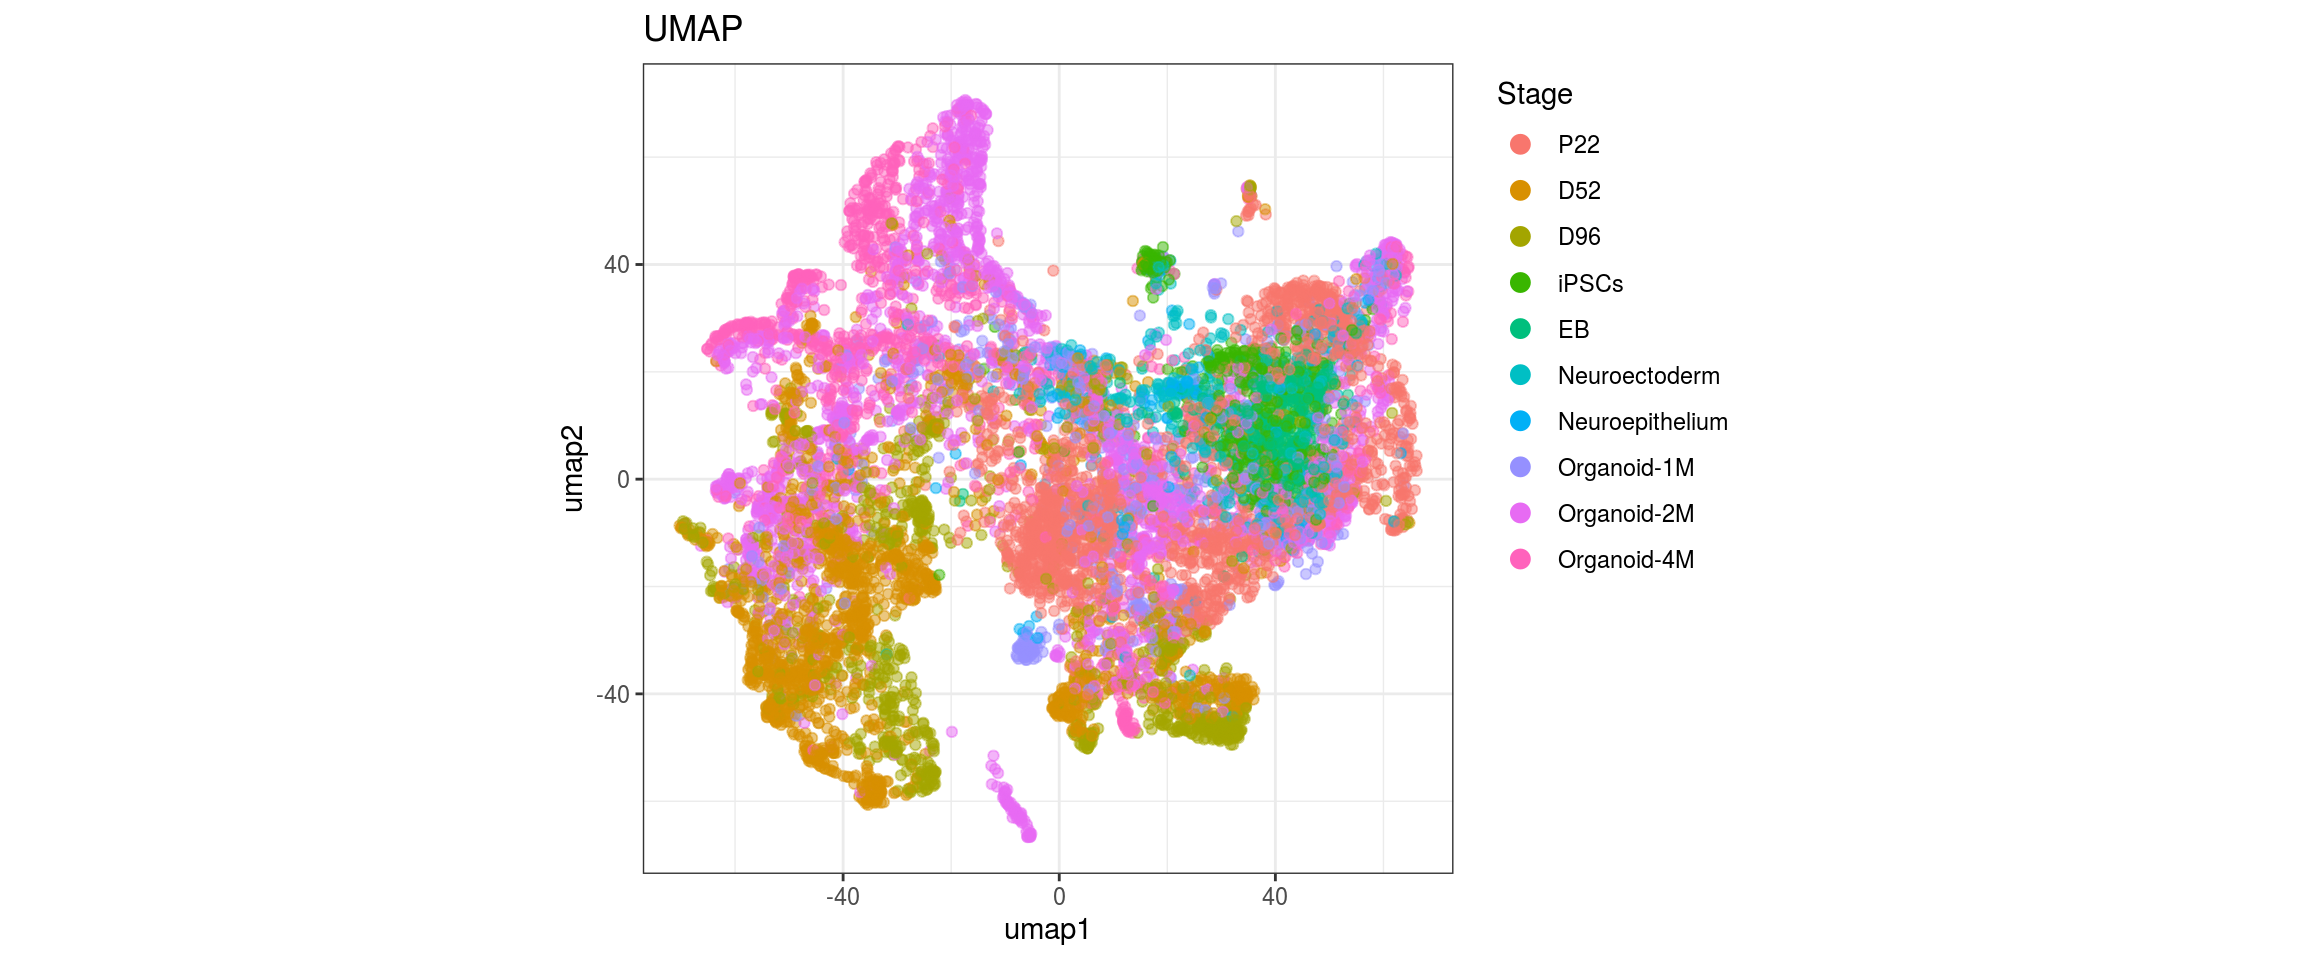 UMAP
Stage
P22
D52
D96
iPSCs
EB
Neuroectoderm
Neuroepithelium
Organoid-1M
Organoid-2M
Organoid-4M
40
0
-40
umap2
-40
0
40
umap1